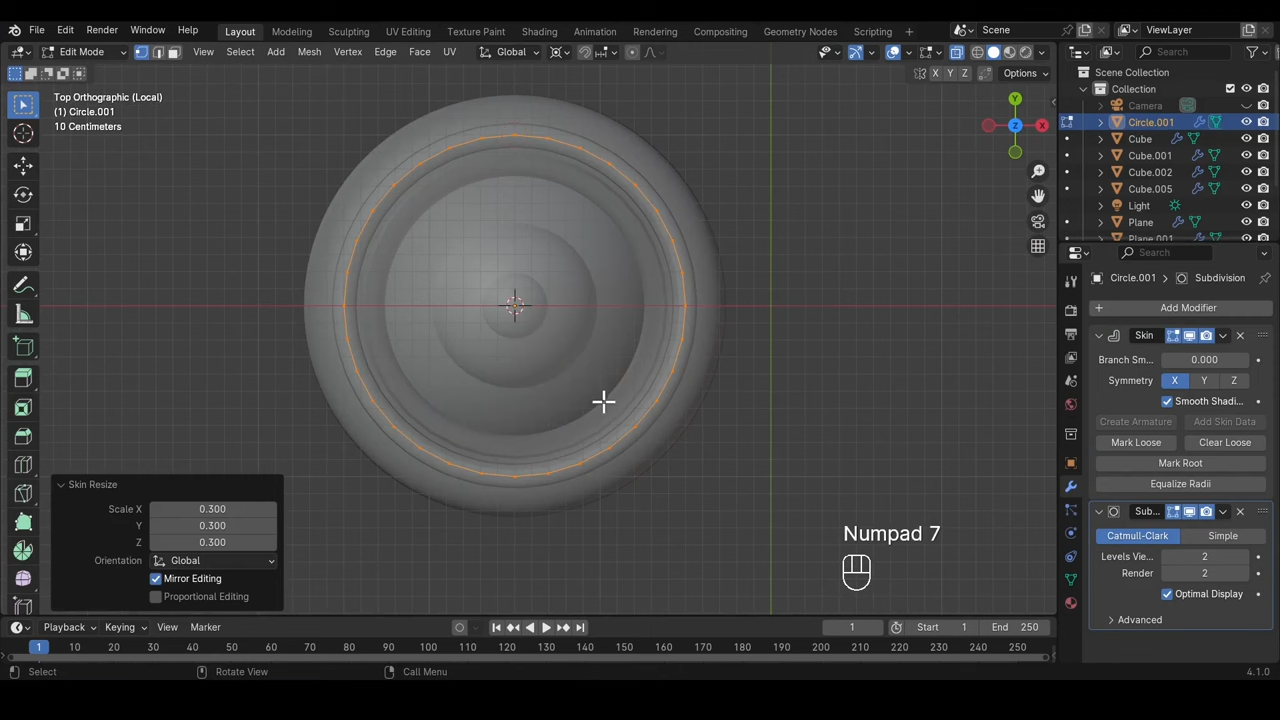 File Edit Render Window Help Layout Modeling Sculpting UV Editing Texture Paint Shading Animation Rendering Compositing Geometry Nodes Scripting + Scene ViewLayer
Edit Mode View Select Add Mesh Vertex Edge Face UV Global Search
X Y Z Options
Top Orthographic (Local)
(1) Circle.001
10 Centimeters
Y
Z X
Scene Collection
Collection
Camera
Circle.001
Cube
Cube.001
Cube.002
Cube.005
Light
Plane
Plane.001
Search
Circle.001 > Subdivision
+ Add Modifier
Skin
Branch Sm... 0.000
Symmetry X Y Z
Smooth Shadi...
Create Armature Add Skin Data
Mark Loose Clear Loose
Mark Root
Equalize Radii
Sub...
Catmull-Clark Simple
Levels Vie... 2
Render 2
Optimal Display
Advanced
Skin Resize
Scale X 0.300
Y 0.300
Z 0.300
Orientation Global
Mirror Editing
Proportional Editing
Numpad 7
Playback Keying View Marker 1 Start 1 End 250
1 10 20 30 40 50 60 70 80 90 100 110 120 130 140 150 160 170 180 190 200 210 220 230 240 250
Select Rotate View Call Menu 4.1.0